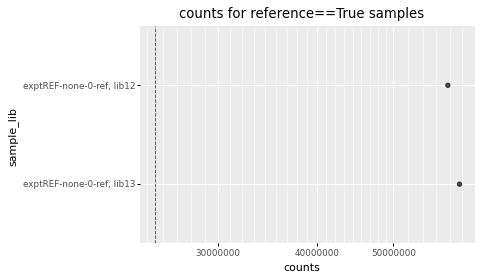 counts for reference==True samples
sample_lib
exptREF-none-0-ref, lib12
exptREF-none-0-ref, lib13
30000000 40000000 50000000
counts